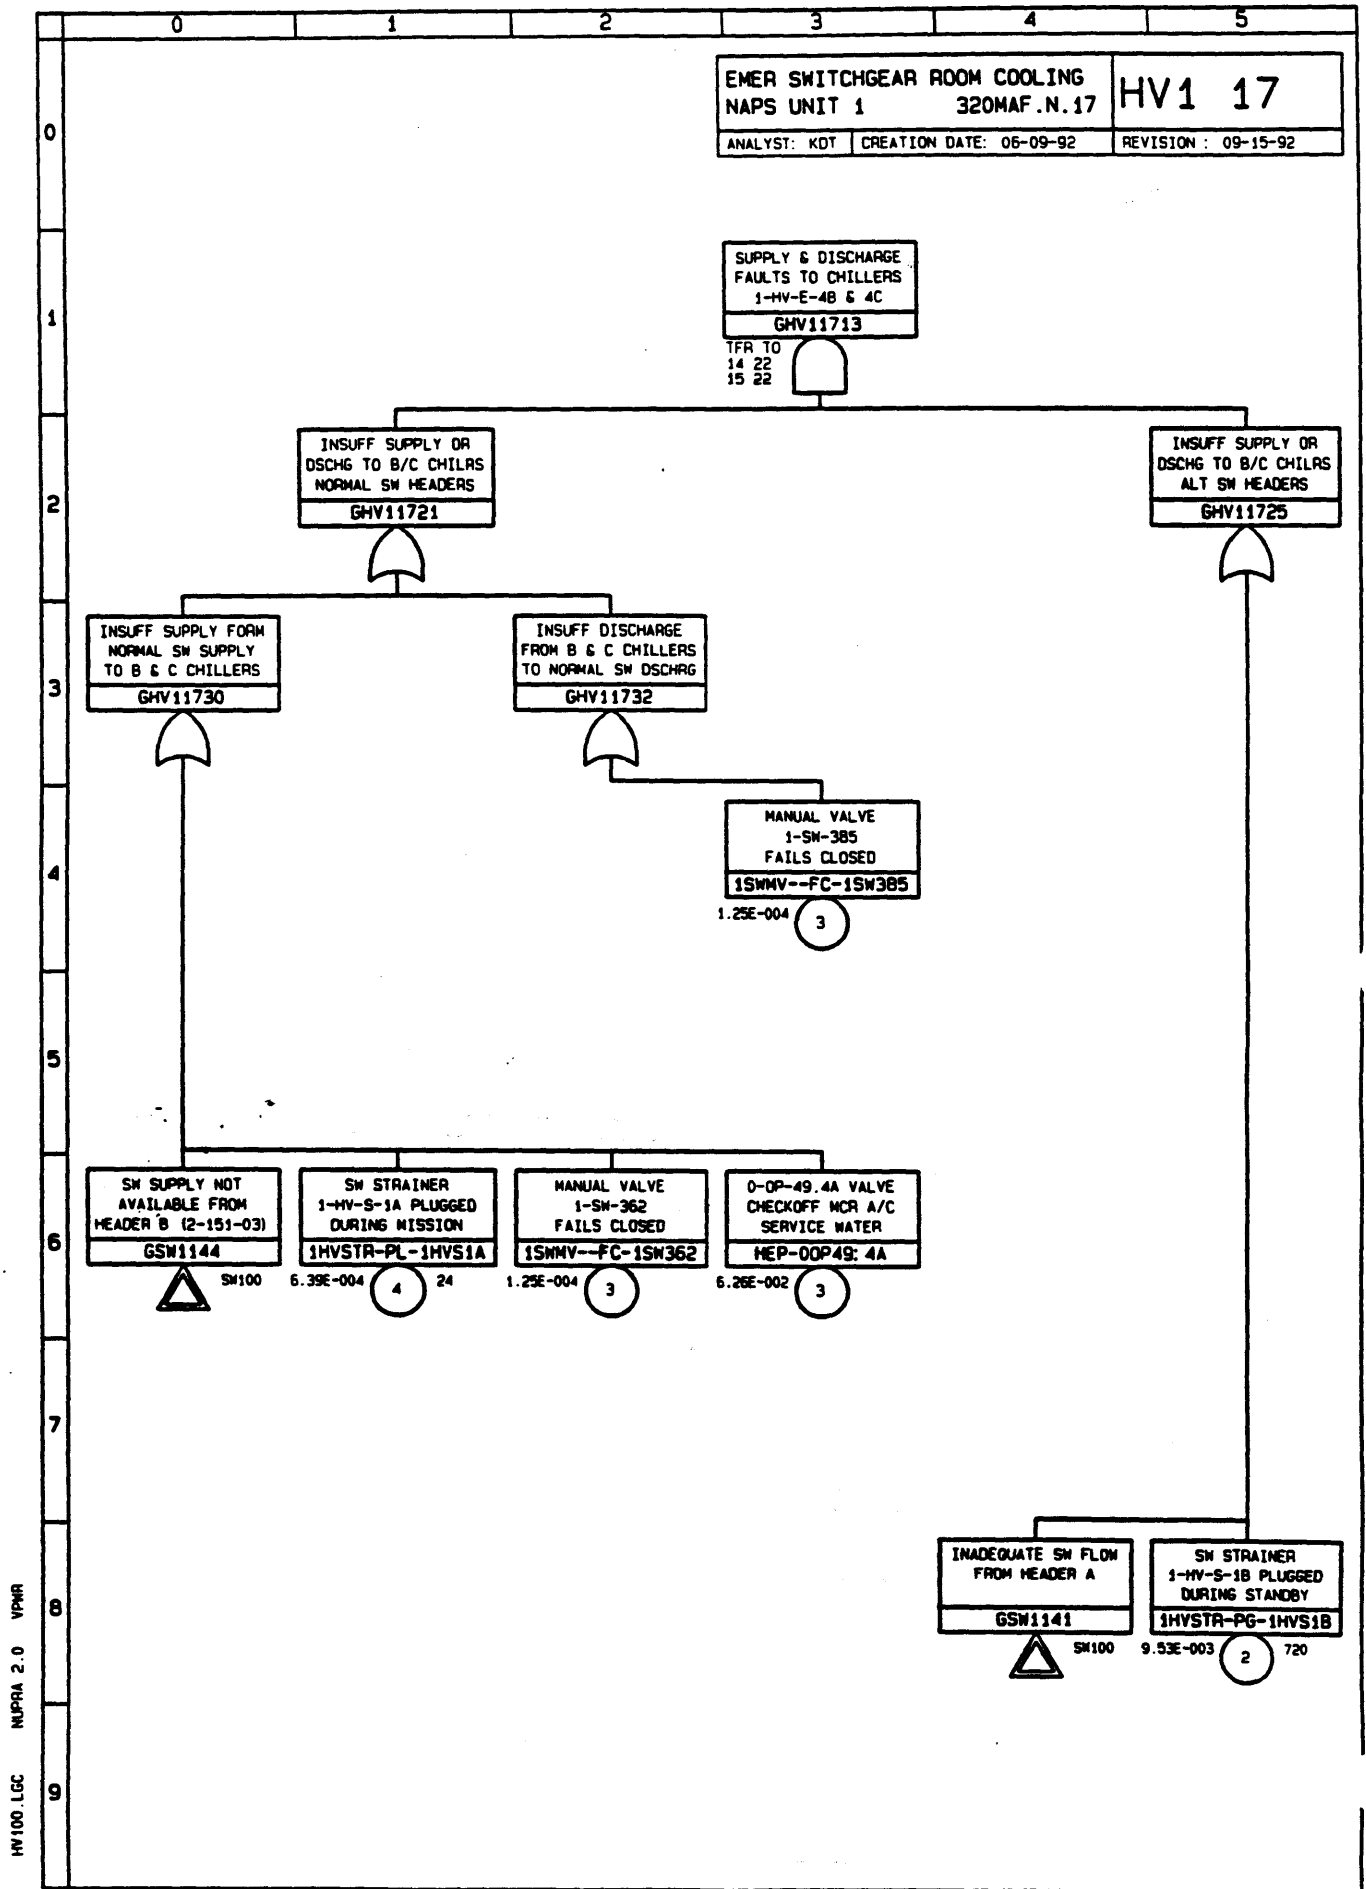 0 1 2 3 4 5
EMER SWITCHGEAR ROOM COOLING
NAPS UNIT 1 320MAF.N.17
HV1 17
ANALYST: KDT CREATION DATE: 06-09-92 REVISION : 09-15-92
0
SUPPLY & DISCHARGE
FAULTS TO CHILLERS
1-HV-E-4B & 4C
GHV11713
TFR TO
14 22
15 22
1
INSUFF SUPPLY OR
DSCHG TO B/C CHILRS
NORMAL SW HEADERS
GHV11721
INSUFF SUPPLY OR
DSCHG TO B/C CHILRS
ALT SW HEADERS
GHV11725
2
INSUFF SUPPLY FORM
NORMAL SW SUPPLY
TO B & C CHILLERS
GHV11730
INSUFF DISCHARGE
FROM B & C CHILLERS
TO NORMAL SW DSCHRG
GHV11732
3
MANUAL VALVE
1-SW-385
FAILS CLOSED
1SWMV--FC-1SW385
1.25E-004 3
4
5
SW SUPPLY NOT
AVAILABLE FROM
HEADER B (2-151-03)
GSW1144
SW100
SW STRAINER
1-HV-S-1A PLUGGED
DURING MISSION
1HVSTR-PL-1HVS1A
6.39E-004 4 24
MANUAL VALVE
1-SW-362
FAILS CLOSED
1SWMV--FC-1SW362
1.25E-004 3
0-OP-49.4A VALVE
CHECKOFF MCR A/C
SERVICE WATER
HEP-0OP49:4A
6.26E-002 3
6
7
INADEQUATE SW FLOW
FROM HEADER A
GSW1141
SW100
SW STRAINER
1-HV-S-1B PLUGGED
DURING STANDBY
1HVSTR-PG-1HVS1B
9.53E-003 2 720
8
9
HV100.LGC NUPRA 2.0 VPWR